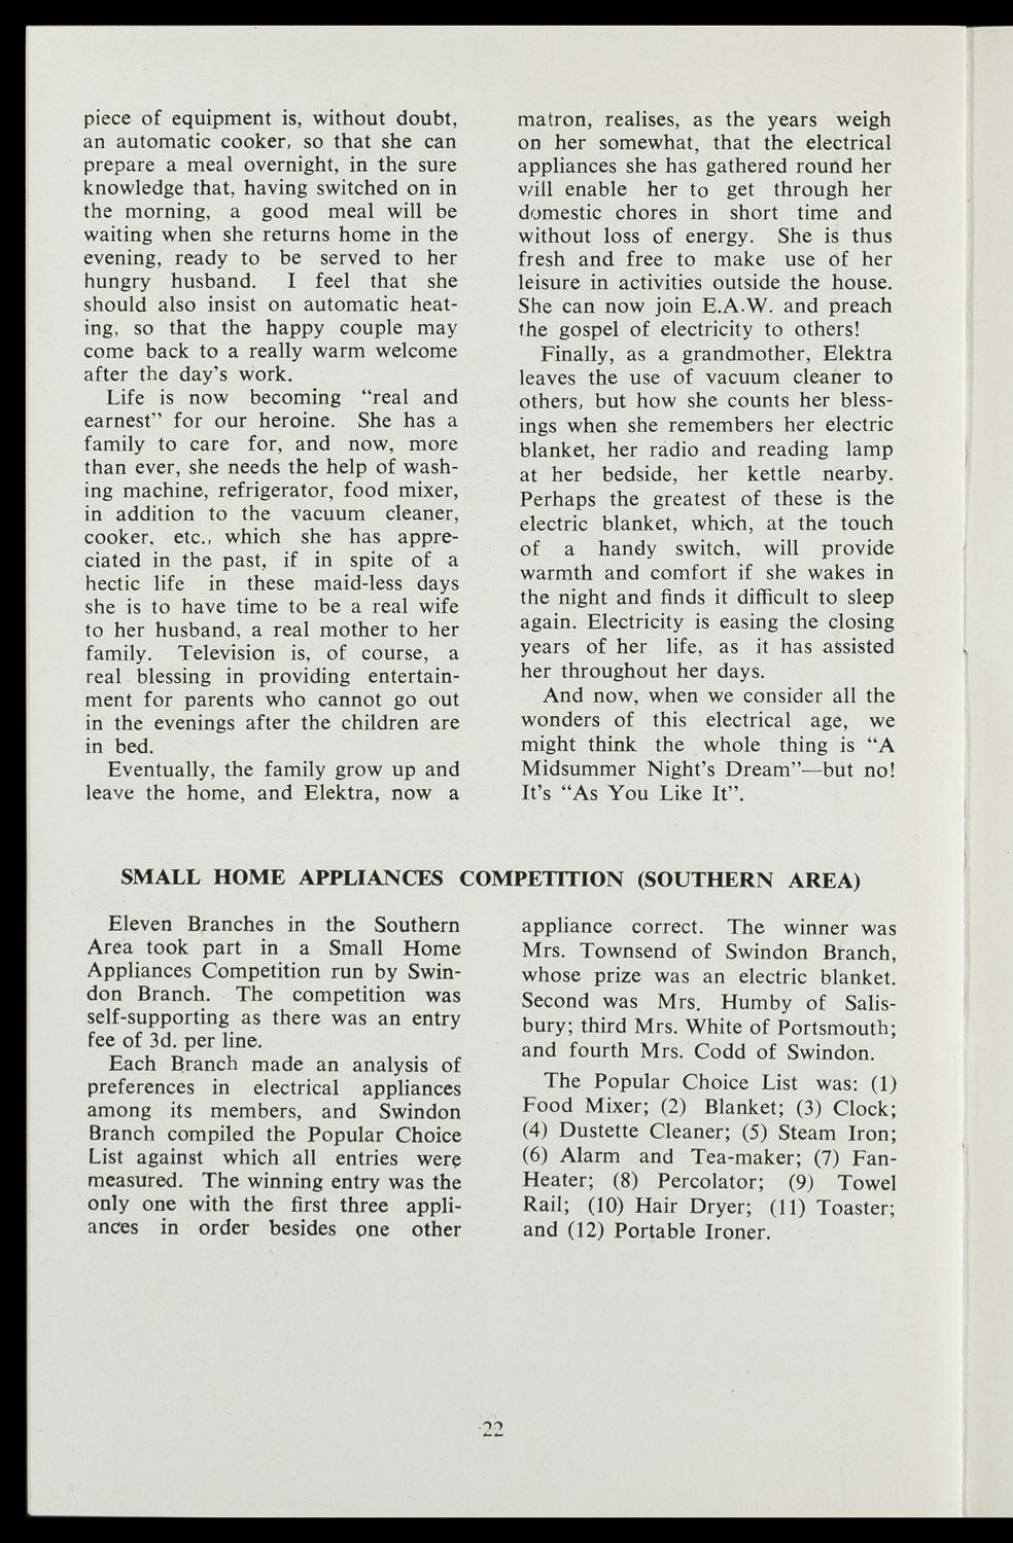 piece of equipment is, without doubt,
an automatic cooker, so that she can
prepare a meal overnight, in the sure
knowledge that, having switched on in
the morning, a good meal will be
waiting when she returns home in the
evening, ready to be served to her
hungry husband. I feel that she
should also insist on automatic heat-
ing, so that the happy couple may
come back to a really warm welcome
after the day's work.
Life is now becoming "real and
earnest" for our heroine. She has a
family to care for, and now, more
than ever, she needs the help of wash-
ing machine, refrigerator, food mixer,
in addition to the vacuum cleaner,
cooker, etc., which she has appre-
ciated in the past, if in spite of a
hectic life in these maid-less days
she is to have time to be a real wife
to her husband, a real mother to her
family. Television is, of course, a
real blessing in providing entertain-
ment for parents who cannot go out
in the evenings after the children are
in bed.
Eventually, the family grow up and
leave the home, and Elektra, now a
matron, realises, as the years weigh
on her somewhat, that the electrical
appliances she has gathered round her
will enable her to get through her
domestic chores in short time and
without loss of energy. She is thus
fresh and free to make use of her
leisure in activities outside the house.
She can now join E.A.W. and preach
the gospel of electricity to others!
Finally, as a grandmother, Elektra
leaves the use of vacuum cleaner to
others, but how she counts her bless-
ings when she remembers her electric
blanket, her radio and reading lamp
at her bedside, her kettle nearby.
Perhaps the greatest of these is the
electric blanket, which, at the touch
of a handy switch, will provide
warmth and comfort if she wakes in
the night and finds it difficult to sleep
again. Electricity is easing the closing
years of her life, as it has assisted
her throughout her days.
And now, when we consider all the
wonders of this electrical age, we
might think the whole thing is "A
Midsummer Night's Dream"—but no!
It's "As You Like It".
SMALL HOME APPLIANCES COMPETITION (SOUTHERN AREA)
Eleven Branches in the Southern
Area took part in a Small Home
Appliances Competition run by Swin-
don Branch. The competition was
self-supporting as there was an entry
fee of 3d. per line.
Each Branch made an analysis of
preferences in electrical appliances
among its members, and Swindon
Branch compiled the Popular Choice
List against which all entries were
measured. The winning entry was the
only one with the first three appli-
ances in order besides one other
appliance correct. The winner was
Mrs. Townsend of Swindon Branch,
whose prize was an electric blanket.
Second was Mrs. Humby of Salis-
bury; third Mrs. White of Portsmouth;
and fourth Mrs. Codd of Swindon.
The Popular Choice List was: (1)
Food Mixer; (2) Blanket; (3) Clock;
(4) Dustette Cleaner; (5) Steam Iron;
(6) Alarm and Tea-maker; (7) Fan-
Heater; (8) Percolator; (9) Towel
Rail; (10) Hair Dryer; (11) Toaster;
and (12) Portable Ironer.
22